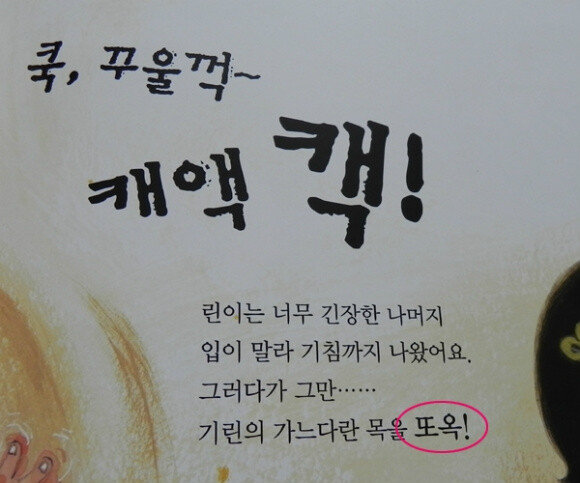 쿡, 꾸울꺽~
캐액 캭!
린이는 너무 긴장한 나머지
입이 말라 기침까지 나왔어요.
그러다가 그만……
기린의 가느다란 목을 또옥!